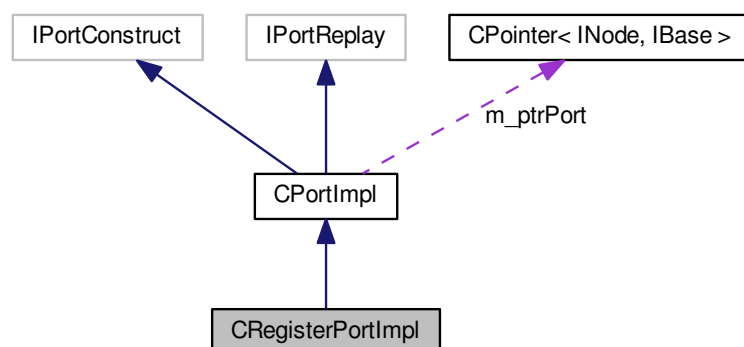 IPortConstruct
IPortReplay
CPointer< INode, IBase >
m_ptrPort
CPortImpl
CRegisterPortImpl